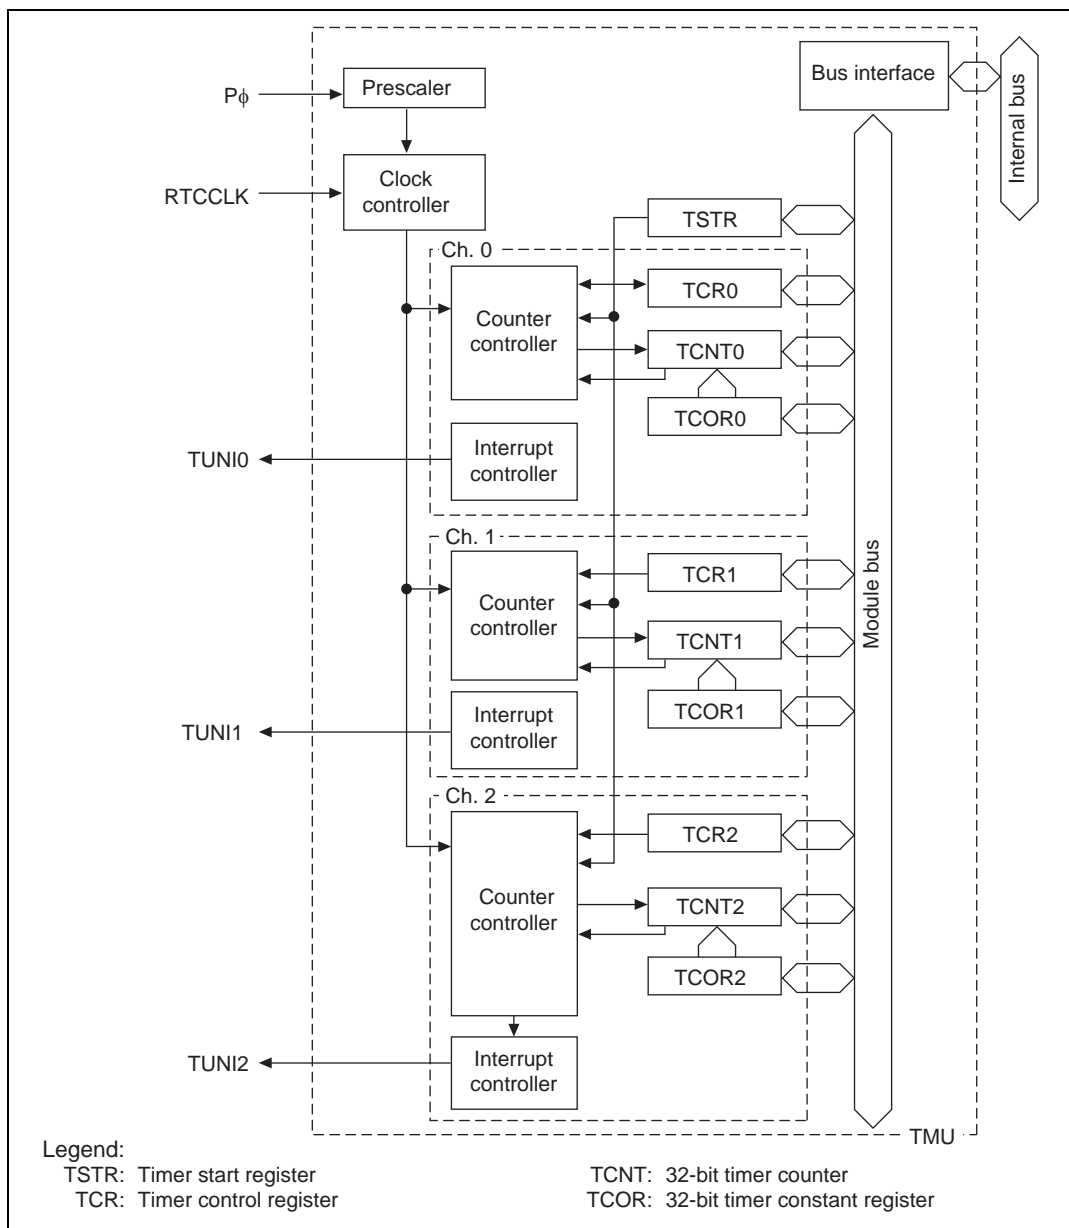 Bus interface
Internal bus
Pϕ
Prescaler
RTCCLK
Clock
controller
TSTR
Ch. 0
Counter
controller
TCR0
TCNT0
TCOR0
Interrupt
controller
TUNI0
Ch. 1
Counter
controller
TCR1
TCNT1
TCOR1
Interrupt
controller
TUNI1
Module bus
Ch. 2
Counter
controller
TCR2
TCNT2
TCOR2
Interrupt
controller
TUNI2
TMU
Legend:
TSTR: Timer start register
TCR: Timer control register
TCNT: 32-bit timer counter
TCOR: 32-bit timer constant register